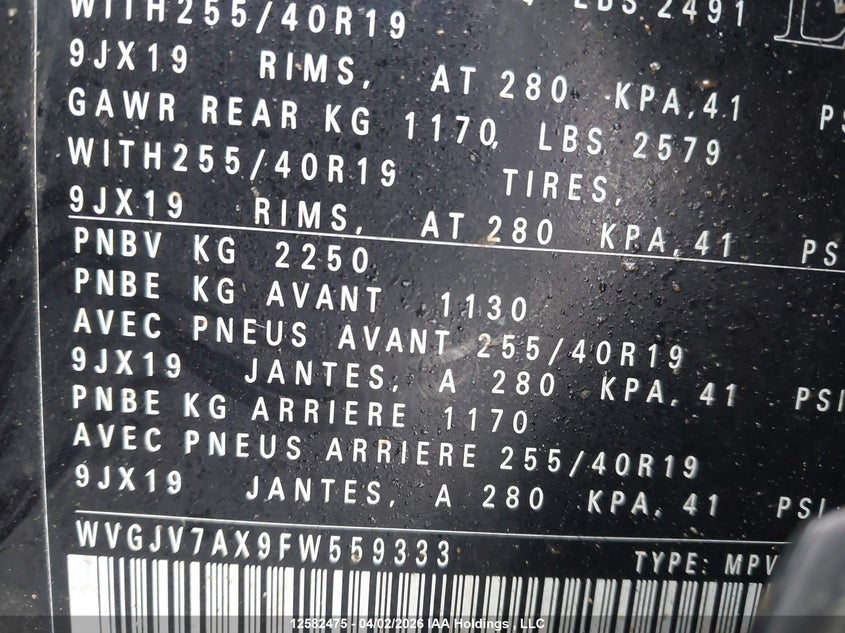 LBS 2491
WITH255/40R19
9JX19 RIMS, AT 280 KPA,41 PS
GAWR REAR KG 1170, LBS 2579
WITH255/40R19 TIRES,
9JX19 RIMS, AT 280 KPA,41 PSI
PNBV KG 2250
PNBE KG AVANT 1130
AVEC PNEUS AVANT 255/40R19
9JX19 JANTES, A 280 KPA, 41 PSI
PNBE KG ARRIERE 1170
AVEC PNEUS ARRIERE 255/40R19
9JX19 JANTES, A 280 KPA, 41 PSI
WVGJV7AX9FW559333 TYPE: MPV
12582475 - 04/02/2026 IAA Holdings , LLC